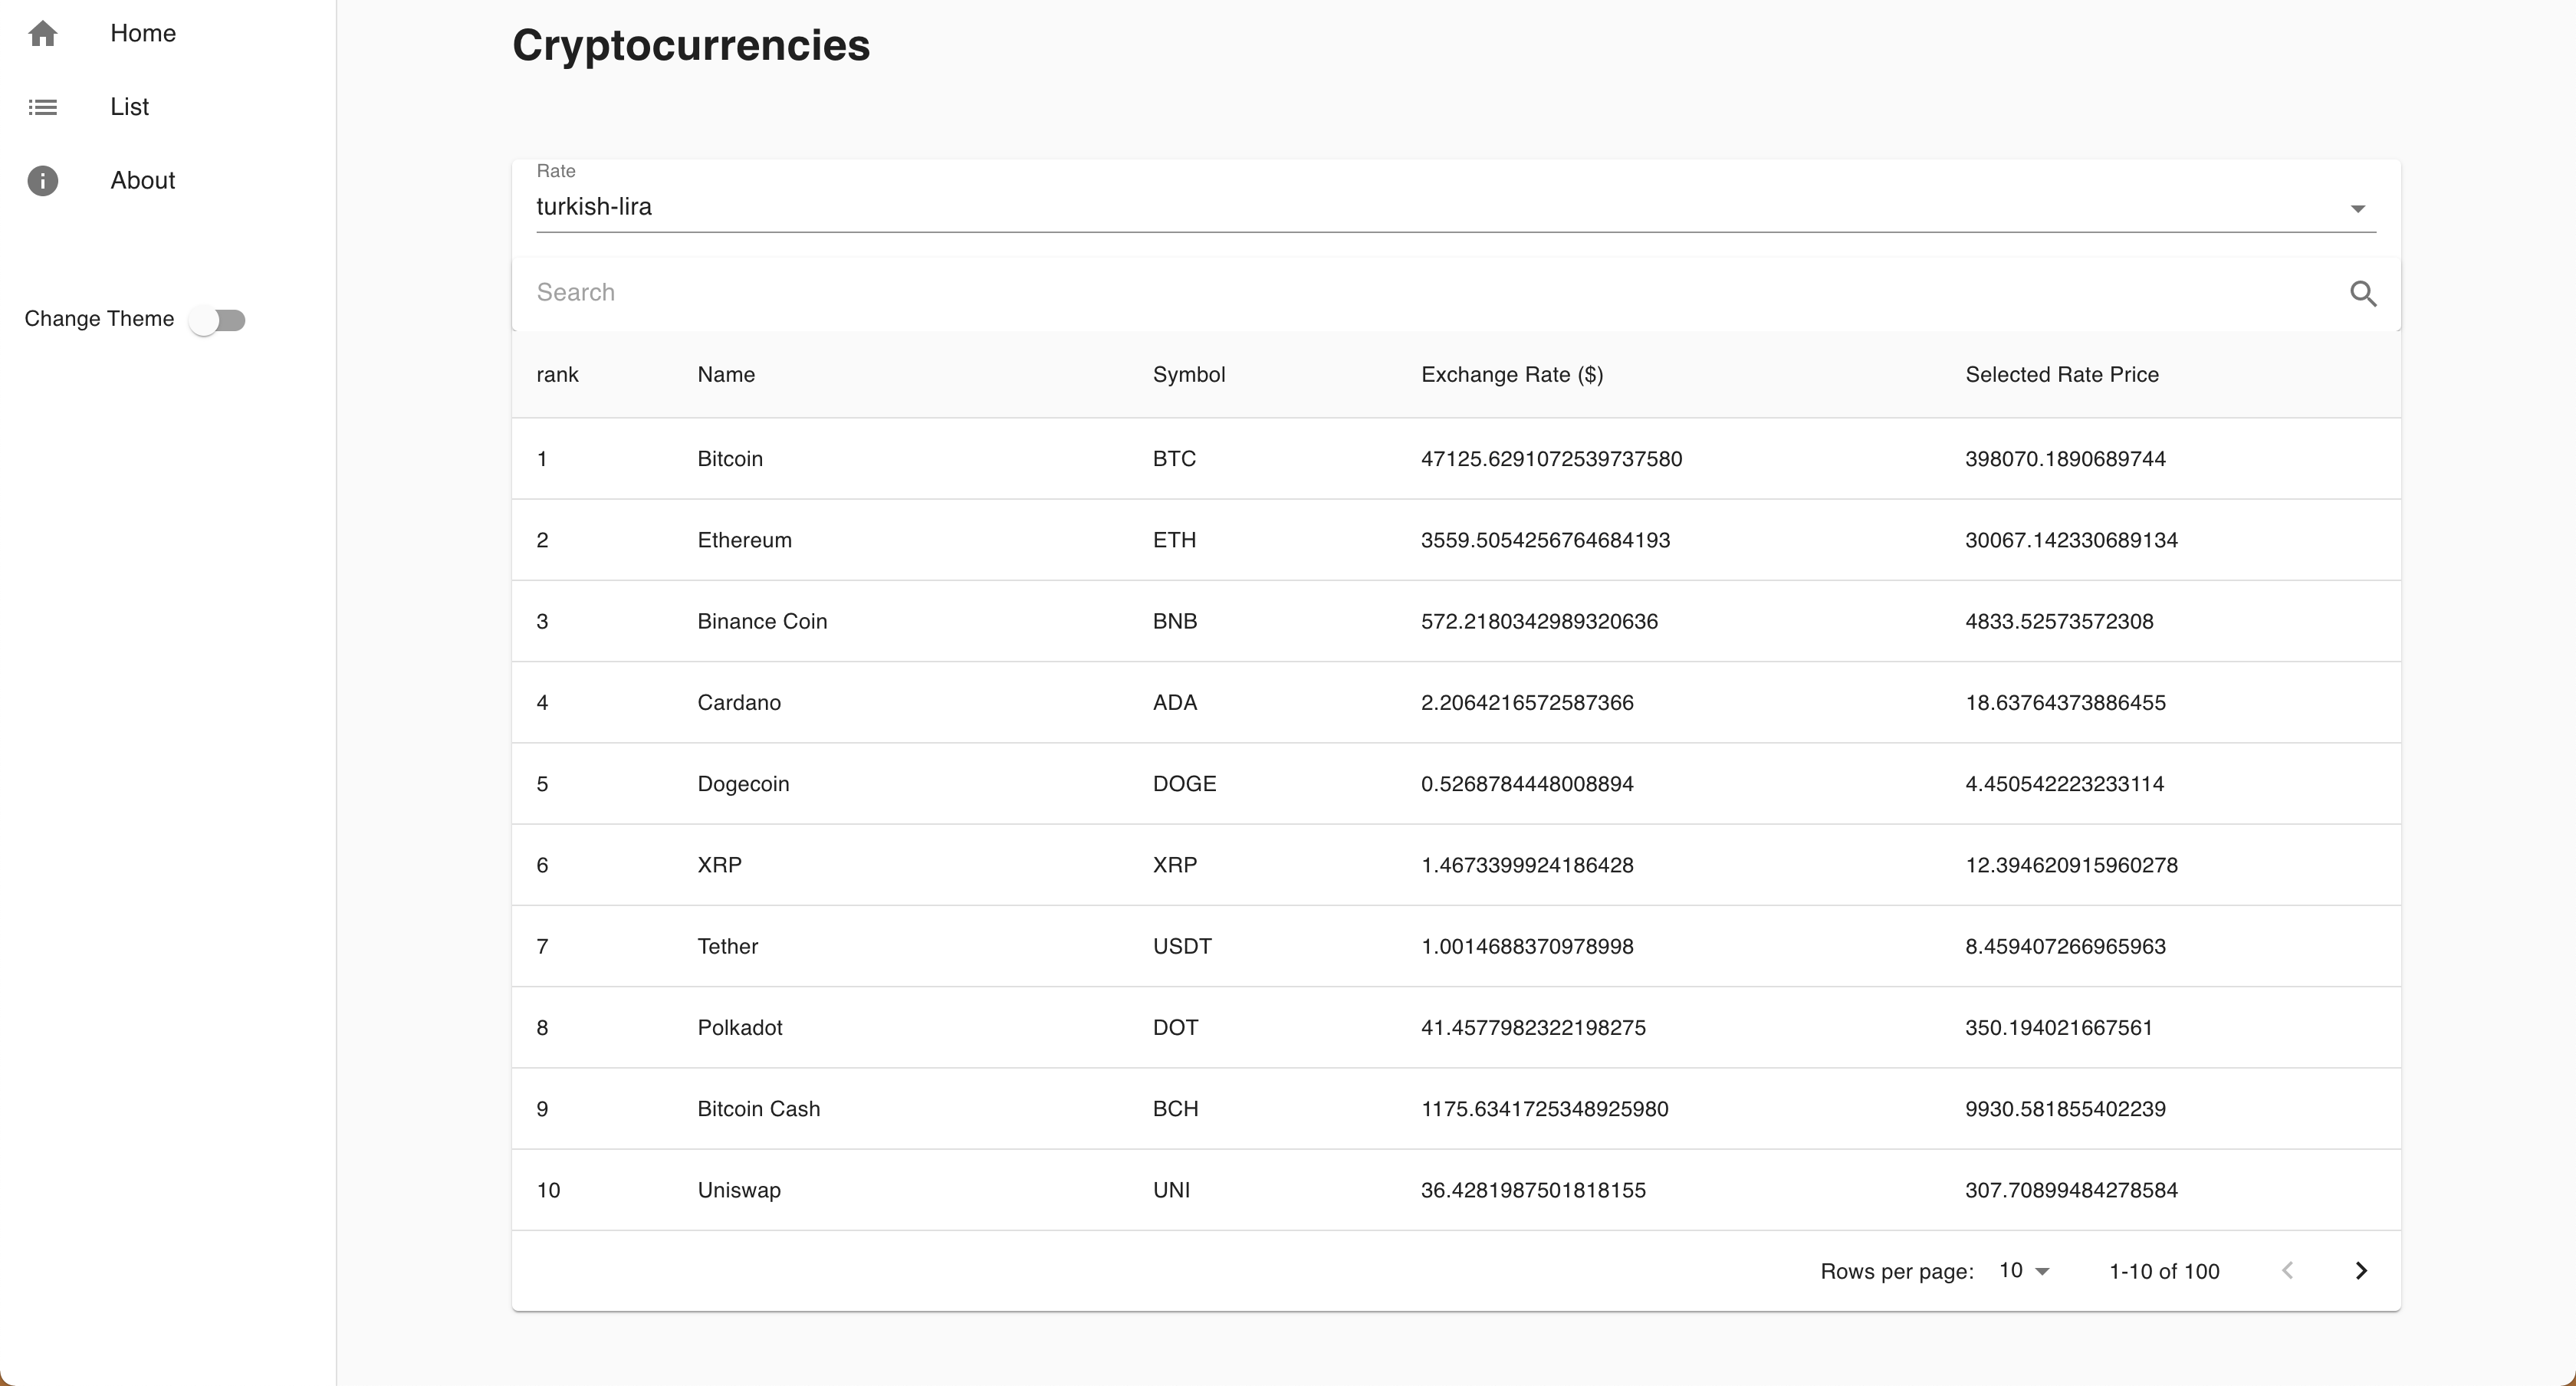 Home
List
About
Change Theme
Cryptocurrencies
Rate
turkish-lira
Search
rank Name Symbol Exchange Rate ($) Selected Rate Price
1 Bitcoin BTC 47125.6291072539737580 398070.1890689744
2 Ethereum ETH 3559.5054256764684193 30067.142330689134
3 Binance Coin BNB 572.2180342989320636 4833.52573572308
4 Cardano ADA 2.2064216572587366 18.63764373886455
5 Dogecoin DOGE 0.5268784448008894 4.450542223233114
6 XRP XRP 1.4673399924186428 12.394620915960278
7 Tether USDT 1.0014688370978998 8.459407266965963
8 Polkadot DOT 41.4577982322198275 350.194021667561
9 Bitcoin Cash BCH 1175.6341725348925980 9930.581855402239
10 Uniswap UNI 36.4281987501818155 307.70899484278584
Rows per page: 10 1-10 of 100